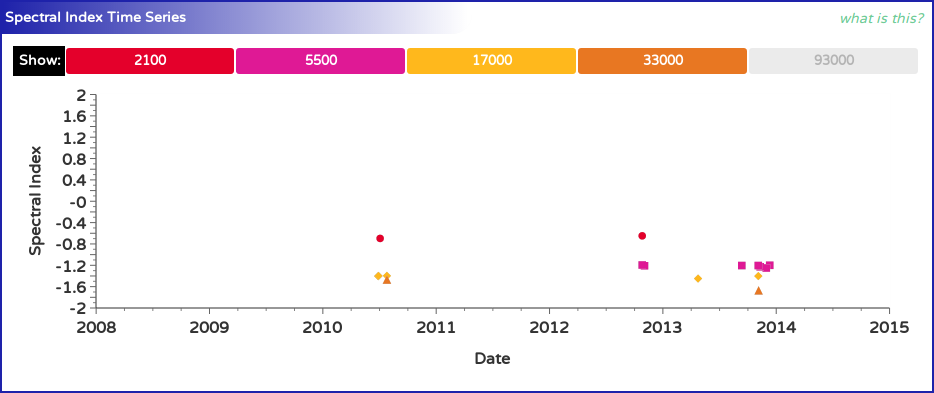 Spectral Index Time Series
what is this?
Show: 2100 5500 17000 33000 93000
Spectral Index
2
1.6
1.2
0.8
0.4
-0
-0.4
-0.8
-1.2
-1.6
-2
2008 2009 2010 2011 2012 2013 2014 2015
Date